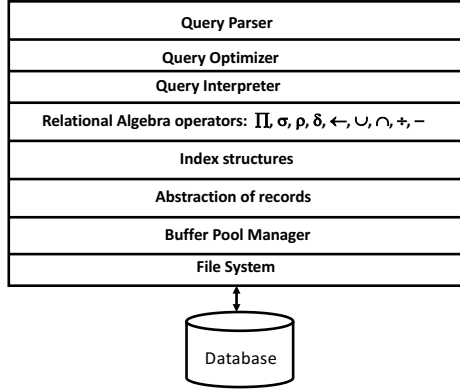 Query Parser
Query Optimizer
Query Interpreter
Relational Algebra operators: ∏, σ, ρ, δ, ←, ∪, ∩, ÷, −
Index structures
Abstraction of records
Buffer Pool Manager
File System
Database